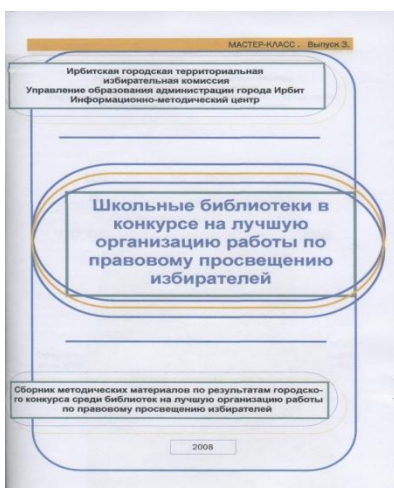 МАСТЕР-КЛАСС . Выпуск 3.
Ирбитская городская территориальная
избирательная комиссия
Управление образования администрации города Ирбит
Информационно-методический центр
Школьные библиотеки в
конкурсе на лучшую
организацию работы по
правовому просвещению
избирателей
Сборник методических материалов по результатам городско-
го конкурса среди библиотек на лучшую организацию работы
по правовому просвещению избирателей
2008